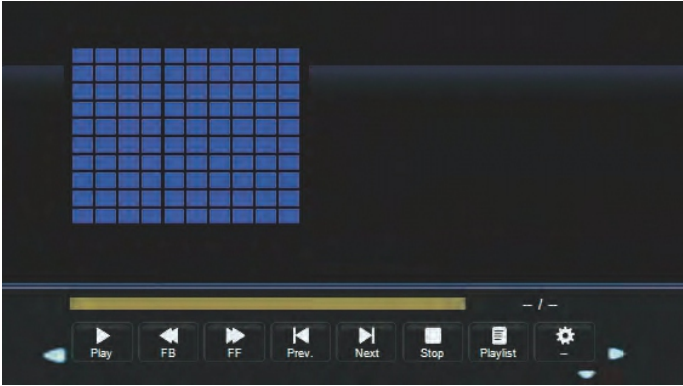 – / –
Play FB FF Prev. Next Stop Playlist –